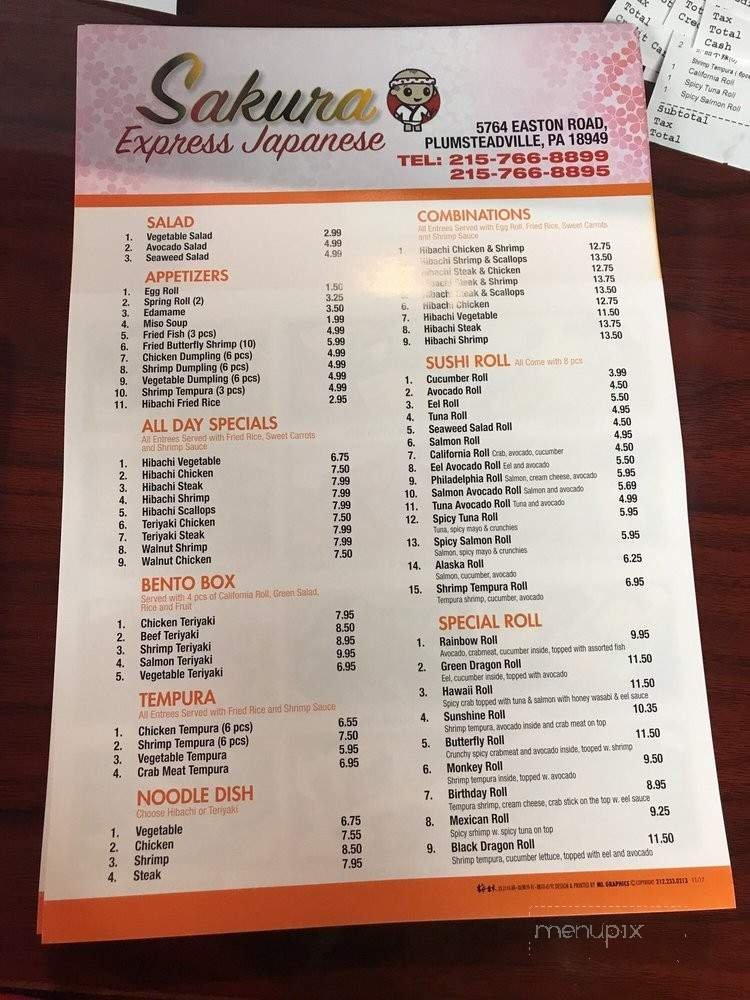 Sakura
Express Japanese
5764 EASTON ROAD,
PLUMSTEADVILLE, PA 18949
TEL: 215-766-8899
215-766-8895
SALAD
1. Vegetable Salad 2.99
2. Avocado Salad 4.99
3. Seaweed Salad 4.99
APPETIZERS
1. Egg Roll 1.50
2. Spring Roll (2) 3.25
3. Edamame 3.50
4. Miso Soup 1.99
5. Fried Fish (3 pcs) 4.99
6. Fried Butterfly Shrimp (10) 5.99
7. Chicken Dumpling (6 pcs) 4.99
8. Shrimp Dumpling (6 pcs) 4.99
9. Vegetable Dumpling (6 pcs) 4.99
10. Shrimp Tempura (3 pcs) 4.99
11. Hibachi Fried Rice 2.95
ALL DAY SPECIALS
All Entrees Served with Fried Rice, Sweet Carrots
and Shrimp Sauce
1. Hibachi Vegetable 6.75
2. Hibachi Chicken 7.50
3. Hibachi Steak 7.99
4. Hibachi Shrimp 7.99
5. Hibachi Scallops 7.99
6. Teriyaki Chicken 7.50
7. Teriyaki Steak 7.99
8. Walnut Shrimp 7.99
9. Walnut Chicken 7.50
BENTO BOX
Served with 4 pcs of California Roll, Green Salad,
Rice and Fruit
1. Chicken Teriyaki 7.95
2. Beef Teriyaki 8.50
3. Shrimp Teriyaki 8.95
4. Salmon Teriyaki 9.95
5. Vegetable Teriyaki 6.95
TEMPURA
All Entrees Served with Fried Rice and Shrimp Sauce
1. Chicken Tempura (6 pcs) 6.55
2. Shrimp Tempura (6 pcs) 7.50
3. Vegetable Tempura 5.95
4. Crab Meat Tempura 6.95
NOODLE DISH
Choose Hibachi or Teriyaki
1. Vegetable 6.75
2. Chicken 7.55
3. Shrimp 8.50
4. Steak 7.95
COMBINATIONS
All Entrees Served with Egg Roll, Fried Rice, Sweet Carrots
and Shrimp Sauce
1. Hibachi Chicken & Shrimp 12.75
Hibachi Shrimp & Scallops 13.50
Hibachi Steak & Chicken 12.75
Hibachi Steak & Shrimp 13.75
Hibachi Steak & Scallops 13.50
6. Hibachi Chicken 12.75
7. Hibachi Vegetable 11.50
8. Hibachi Steak 13.75
9. Hibachi Shrimp 13.50
SUSHI ROLL All Come with 8 pcs
1. Cucumber Roll 3.99
2. Avocado Roll 4.50
3. Eel Roll 5.50
4. Tuna Roll 4.95
5. Seaweed Salad Roll 4.50
6. Salmon Roll 4.95
7. California Roll Crab, avocado, cucumber 4.50
8. Eel Avocado Roll Eel and avocado 5.50
9. Philadelphia Roll Salmon, cream cheese, avocado 5.95
10. Salmon Avocado Roll Salmon and avocado 5.69
11. Tuna Avocado Roll Tuna and avocado 4.99
12. Spicy Tuna Roll 5.95
Tuna, spicy mayo & crunchies
13. Spicy Salmon Roll 5.95
Salmon, spicy mayo & crunchies
14. Alaska Roll 6.25
Salmon, cucumber, avocado
15. Shrimp Tempura Roll 6.95
Tempura shrimp, cucumber, avocado
SPECIAL ROLL
1. Rainbow Roll 9.95
Avocado, crabmeat, cucumber inside, topped with assorted fish
2. Green Dragon Roll 11.50
Eel, cucumber inside, topped with avocado
3. Hawaii Roll 11.50
Spicy crab topped with tuna & salmon with honey wasabi & eel sauce
4. Sunshine Roll 10.35
Shrimp tempura, avocado inside and crab meat on top
5. Butterfly Roll 11.50
Crunchy spicy crabmeat and avocado inside, tooped w. shrimp
6. Monkey Roll 9.50
Shrimp tempura inside, topped w. avocado
7. Birthday Roll 8.95
Tempura shrimp, cream cheese, crab stick on the top w. eel sauce
8. Mexican Roll 9.25
Spicy srhimp w. spicy tuna on top
9. Black Dragon Roll 11.50
Shrimp tempura, cucumber lettuce, topped with eel and avocado
DESIGN & PRINTED BY ML GRAPHICS © COPYRIGHT 212.233.0213 11/17
menupix
Tax
Total
Tax
Total
Cash
Shrimp Tempura (6pcs
1 California Roll
1 Spicy Tuna Roll
1 Spicy Salmon Roll
Subtotal
Tax
Total